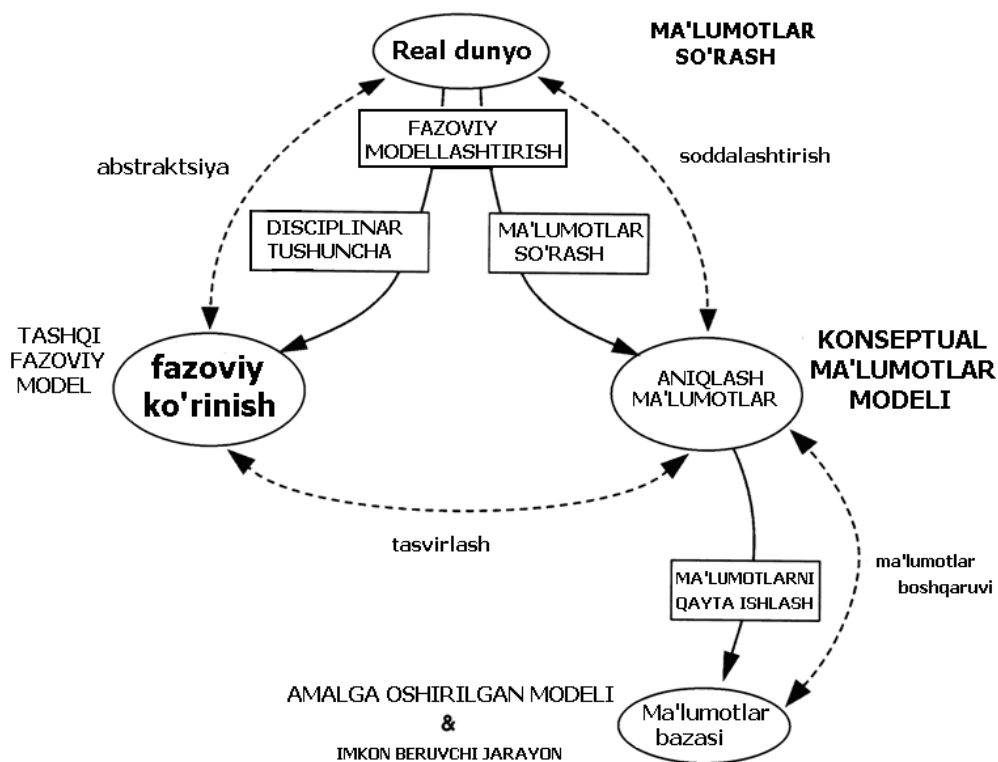 Real dunyo
MA'LUMOTLAR
SO'RASH
FAZOVIY
MODELLASHTIRISH
abstraktsiya
soddalashtirish
DISCIPLINAR
TUSHUNCHA
MA'LUMOTLAR
SO'RASH
TASHQI
FAZOVIY
MODEL
fazoviy
ko'rinish
ANIQLASH
MA'LUMOTLAR
KONSEPTUAL
MA'LUMOTLAR
MODELI
tasvirlash
MA'LUMOTLARNI
QAYTA ISHLASH
ma'lumotlar
boshqaruvi
AMALGA OSHIRILGAN MODELI
&
IMKON BERUVCHI JARAYON
Ma'lumotlar
bazasi